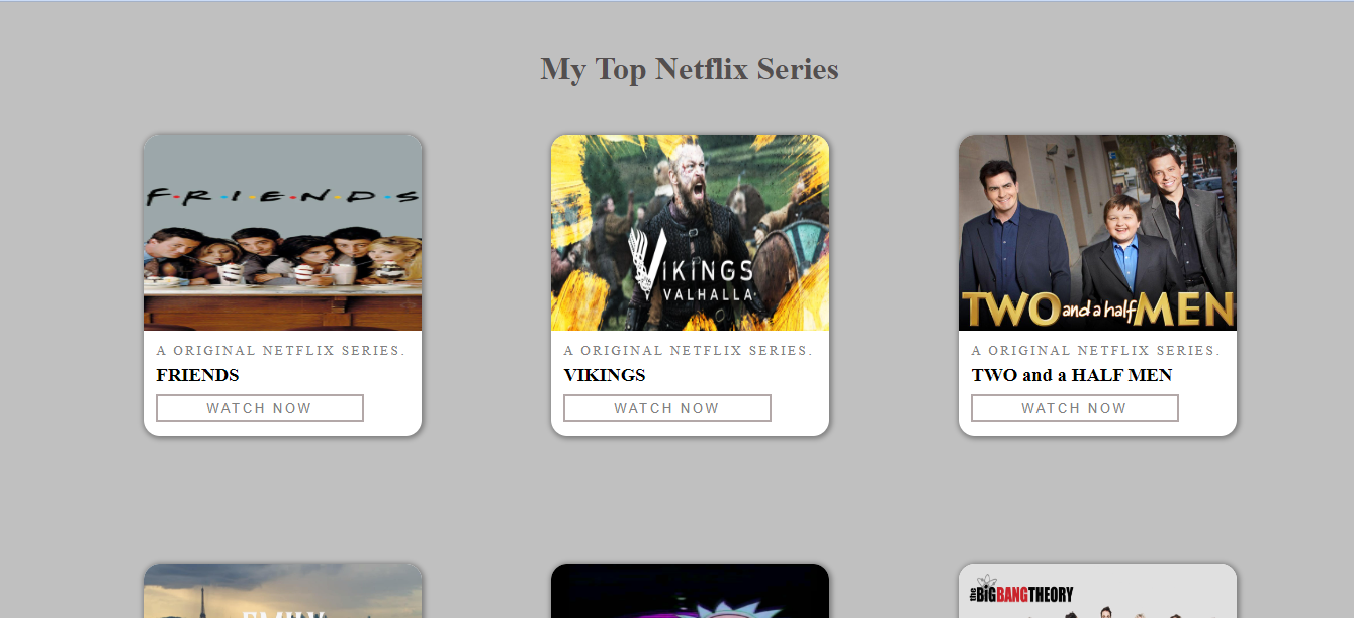 My Top Netflix Series
F·R·I·E·N·D·S
VIKINGS
VALHALLA
TWO and a half MEN
A ORIGINAL NETFLIX SERIES.
FRIENDS
WATCH NOW
A ORIGINAL NETFLIX SERIES.
VIKINGS
WATCH NOW
A ORIGINAL NETFLIX SERIES.
TWO and a HALF MEN
WATCH NOW
EMILY
the BIG BANG THEORY